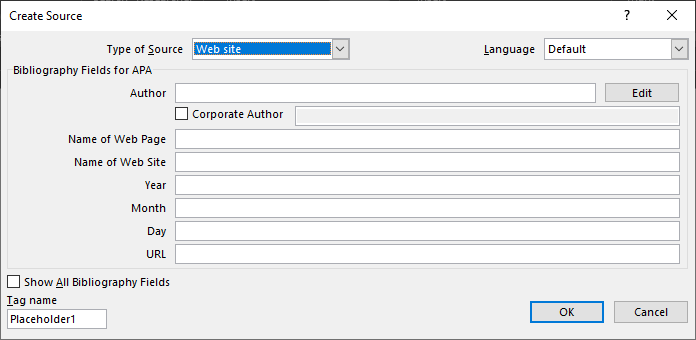 Create Source
?
Type of Source Web site Language Default
Bibliography Fields for APA
Author Edit
Corporate Author
Name of Web Page
Name of Web Site
Year
Month
Day
URL
Show All Bibliography Fields
Tag name
Placeholder1
OK Cancel